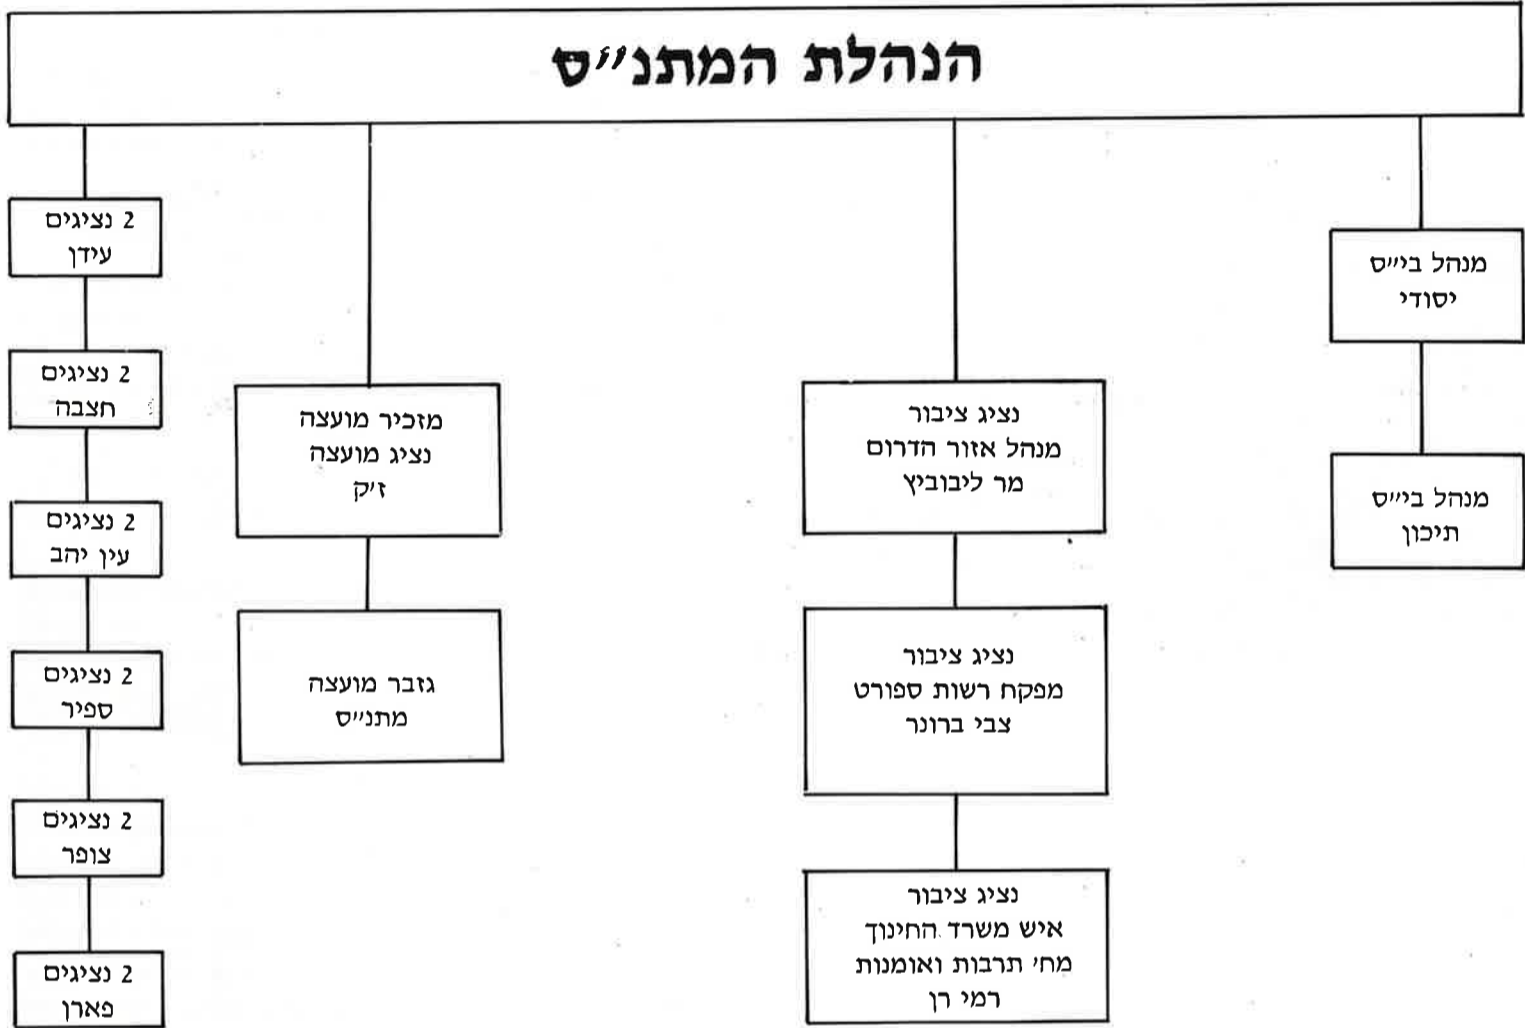 הנהלת המתנ״ס
מנהל בי״ס
יסודי
מנהל בי״ס
תיכון
נציג ציבור
מנהל אזור הדרום
מר ליבוביץ
נציג ציבור
מפקח רשות ספורט
צבי ברונר
נציג ציבור
איש משרד החינוך
מח׳ תרבות ואומנות
רמי רן
מזכיר מועצה
נציג מועצה
ז׳ק
גזבר מועצה
מתנ״ס
2 נציגים
עידן
2 נציגים
חצבה
2 נציגים
עין יהב
2 נציגים
ספיר
2 נציגים
צופר
2 נציגים
פארן